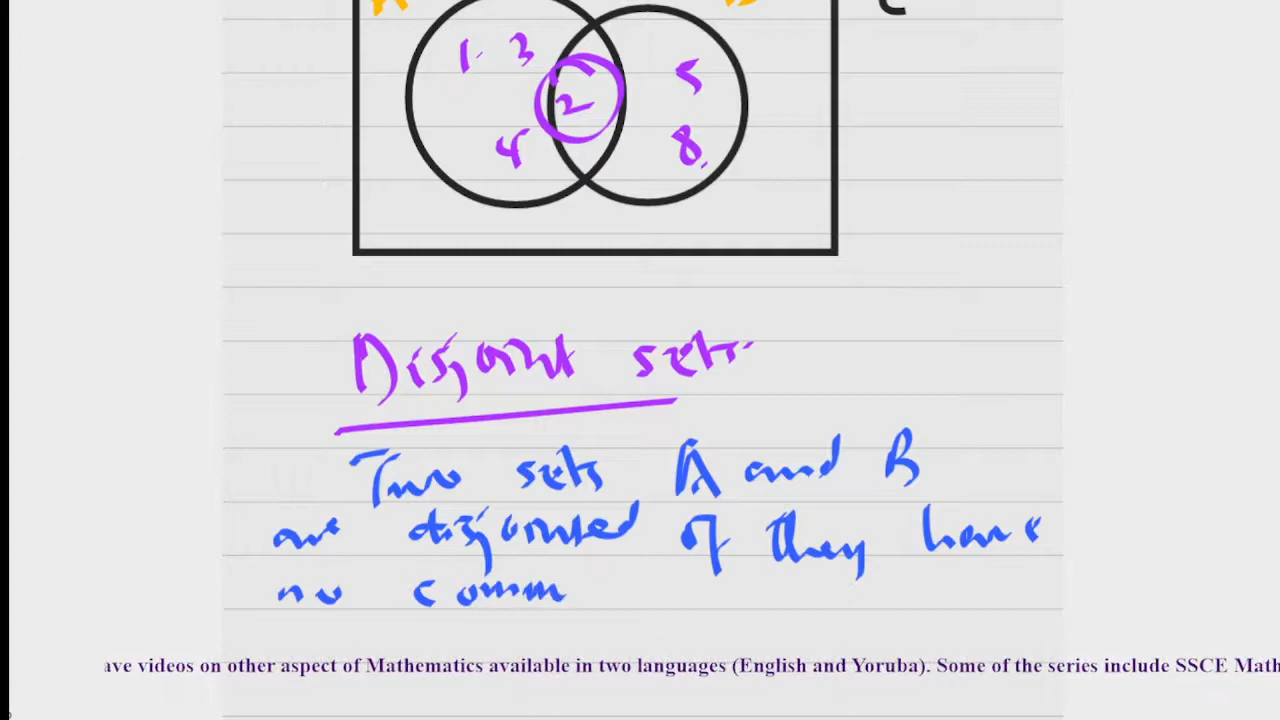 A B
1 3 5
2
4 8
Disjoint sets
Two sets A and B
are disjointed if they have
no comm
ave videos on other aspect of Mathematics available in two languages (English and Yoruba). Some of the series include SSCE Math